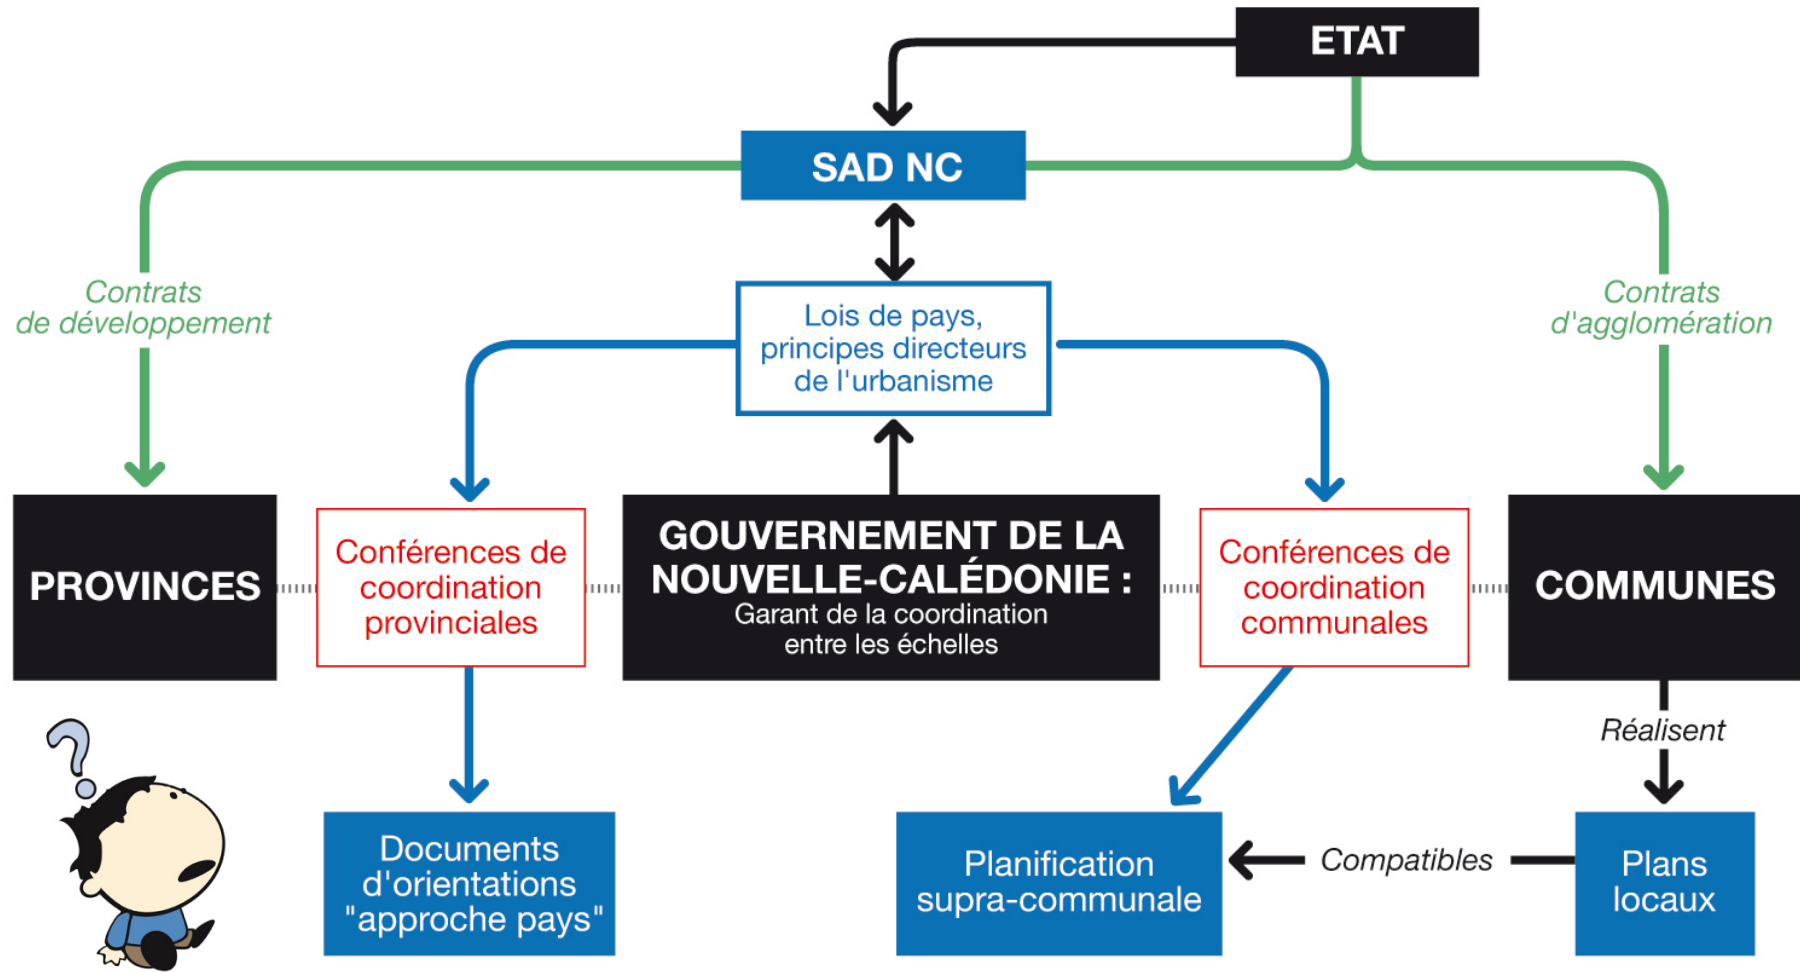 ETAT
SAD NC
Contrats
de développement
Lois de pays,
principes directeurs
de l'urbanisme
Contrats
d'agglomération
PROVINCES
Conférences de
coordination
provinciales
GOUVERNEMENT DE LA
NOUVELLE-CALÉDONIE :
Garant de la coordination
entre les échelles
Conférences de
coordination
communales
COMMUNES
Réalisent
?
Documents
d'orientations
"approche pays"
Planification
supra-communale
Compatibles
Plans
locaux